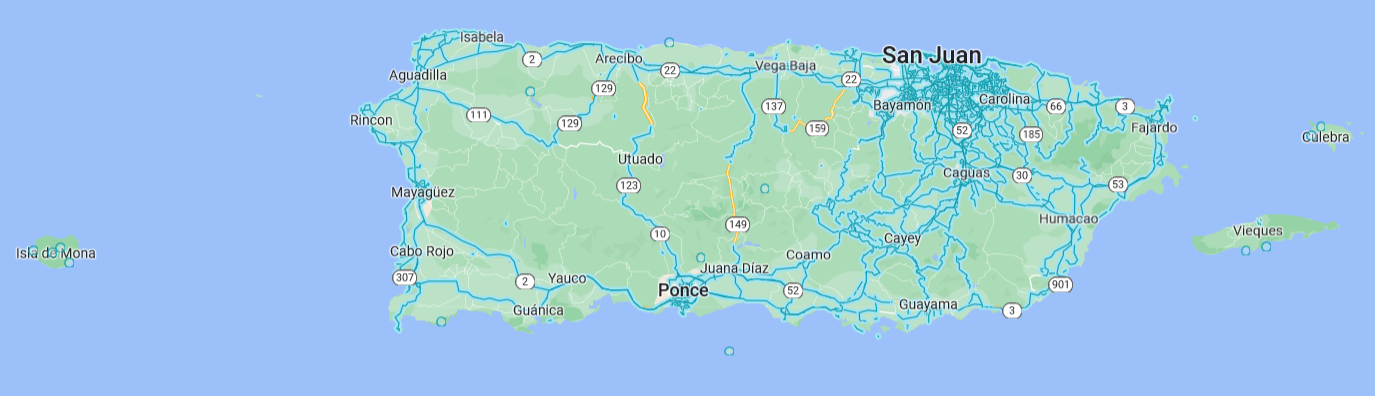 Isabela
2
Arecibo
22
Vega Baja
San Juan
Aguadilla
129
22
137
Bayamón
Carolina
66
3
Rincon
111
129
159
52
185
Fajardo
Culebra
Utuado
123
Caguas
30
53
Mayagüez
Humacao
Isla de Mona
Cabo Rojo
10
149
Cayey
Vieques
Coamo
307
2
Yauco
Juana Díaz
Ponce
52
901
Guánica
Guayama
3